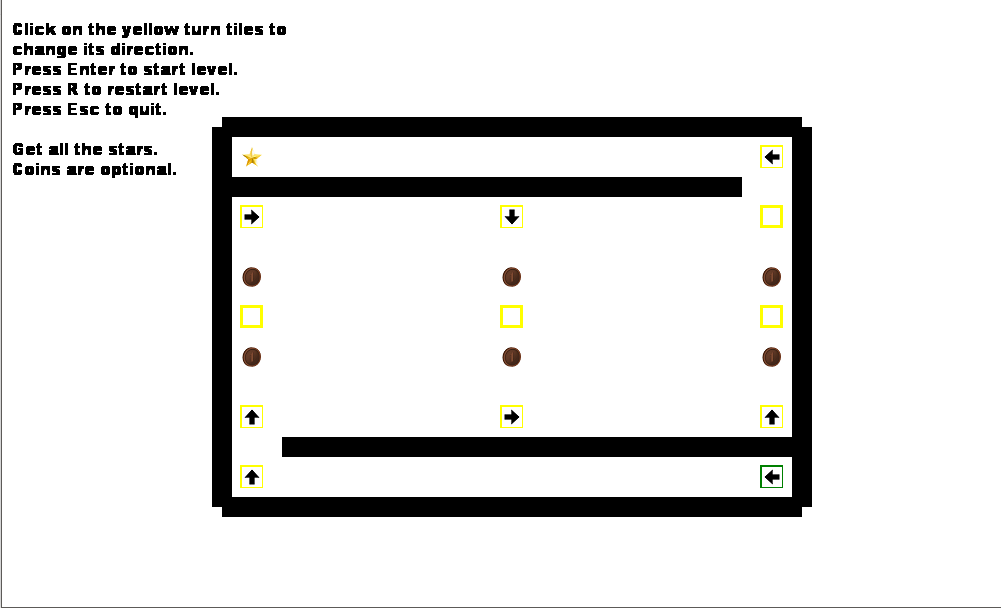 Click on the yellow turn tiles to
change its direction.
Press Enter to start level.
Press R to restart level.
Press Esc to quit.
Get all the stars.
Coins are optional.